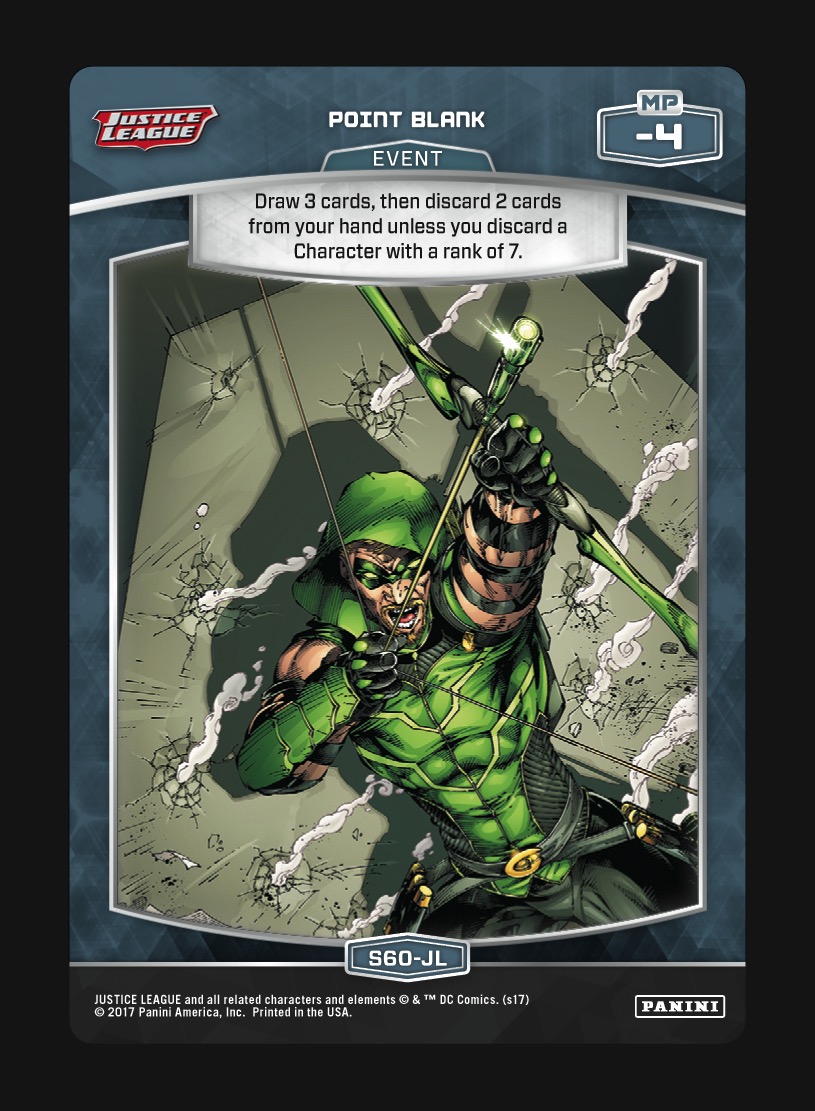 JUSTICE
LEAGUE
POINT BLANK
MP
-4
EVENT
Draw 3 cards, then discard 2 cards
from your hand unless you discard a
Character with a rank of 7.
S60-JL
JUSTICE LEAGUE and all related characters and elements © & ™ DC Comics. (s17)
© 2017 Panini America, Inc. Printed in the USA.
PANINI